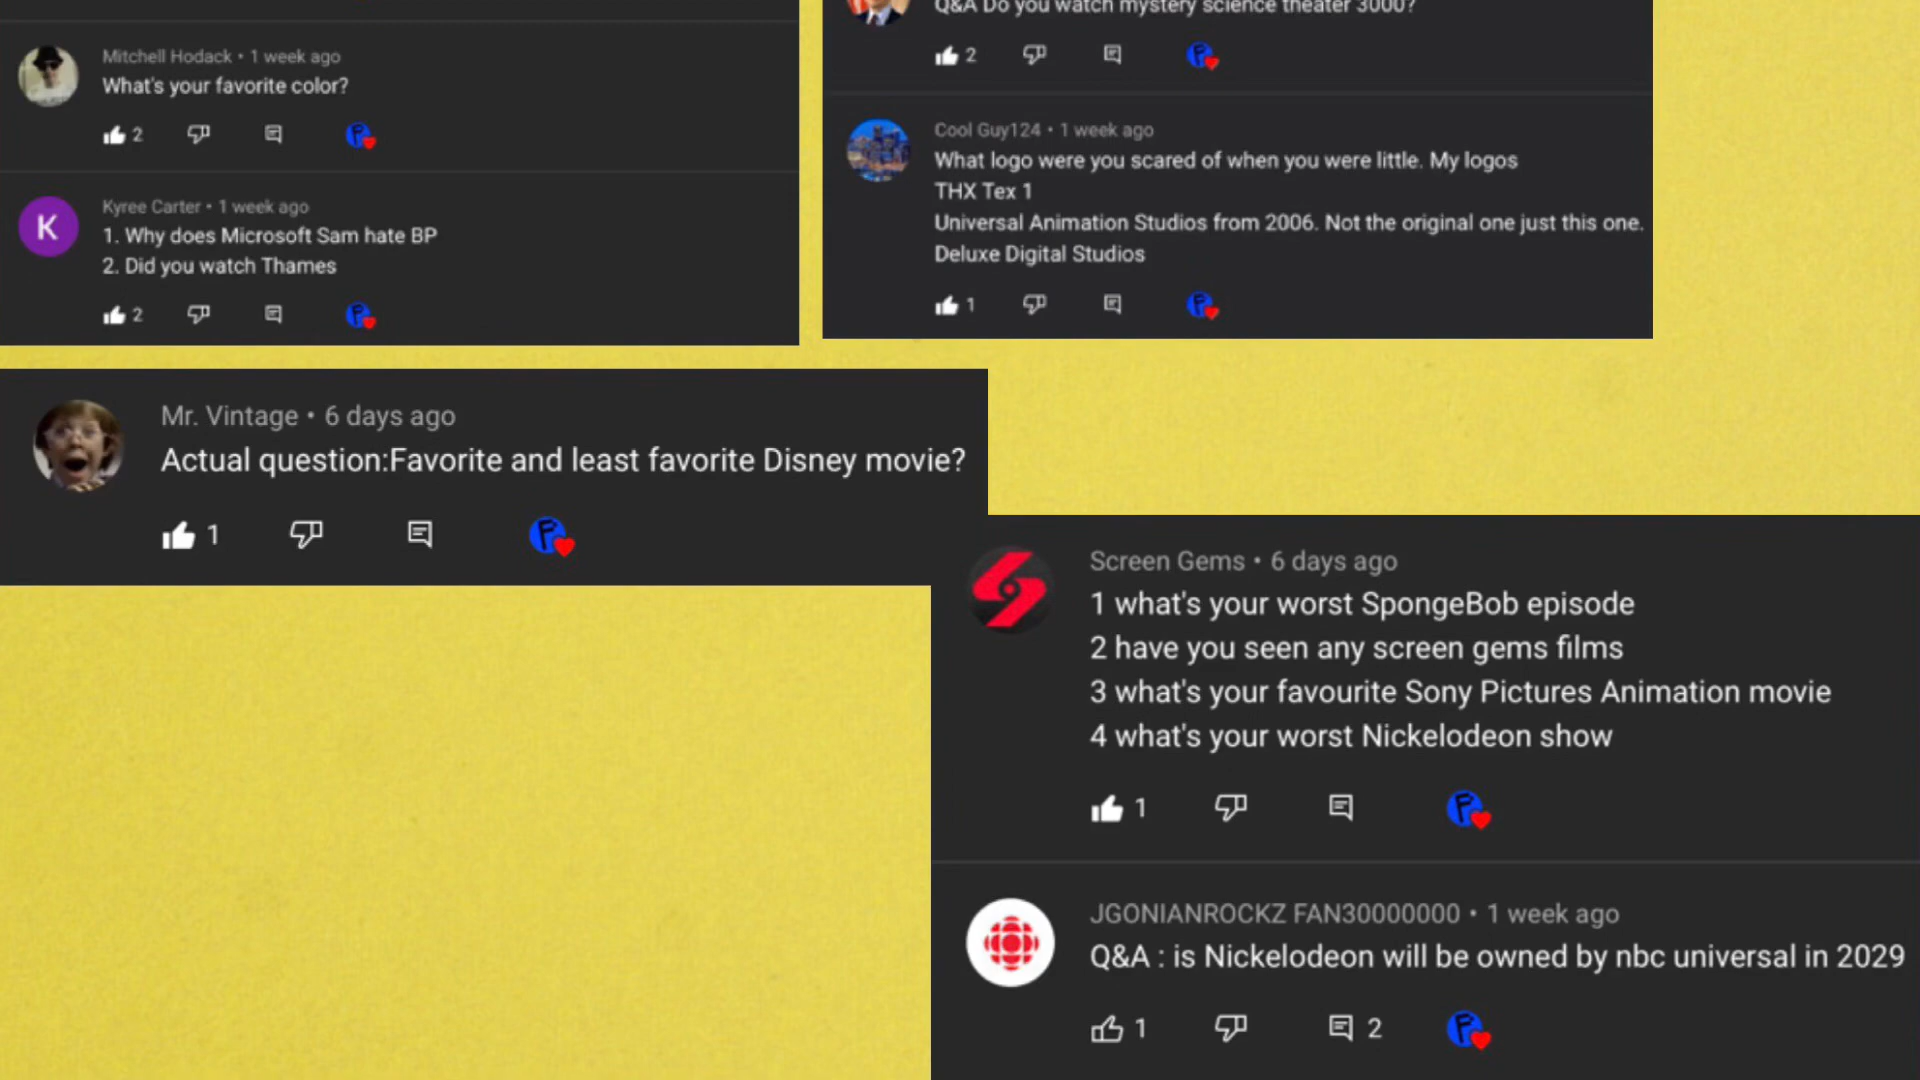 Mitchell Hodack • 1 week ago
What's your favorite color?
2
K
Kyree Carter • 1 week ago
1. Why does Microsoft Sam hate BP
2. Did you watch Thames
2
Q&A Do you watch mystery science theater 3000?
2
Cool Guy124 • 1 week ago
What logo were you scared of when you were little. My logos
THX Tex 1
Universal Animation Studios from 2006. Not the original one just this one.
Deluxe Digital Studios
1
Mr. Vintage • 6 days ago
Actual question:Favorite and least favorite Disney movie?
1
Screen Gems • 6 days ago
1 what's your worst SpongeBob episode
2 have you seen any screen gems films
3 what's your favourite Sony Pictures Animation movie
4 what's your worst Nickelodeon show
1
JGONIANROCKZ FAN30000000 • 1 week ago
Q&A : is Nickelodeon will be owned by nbc universal in 2029
1 2